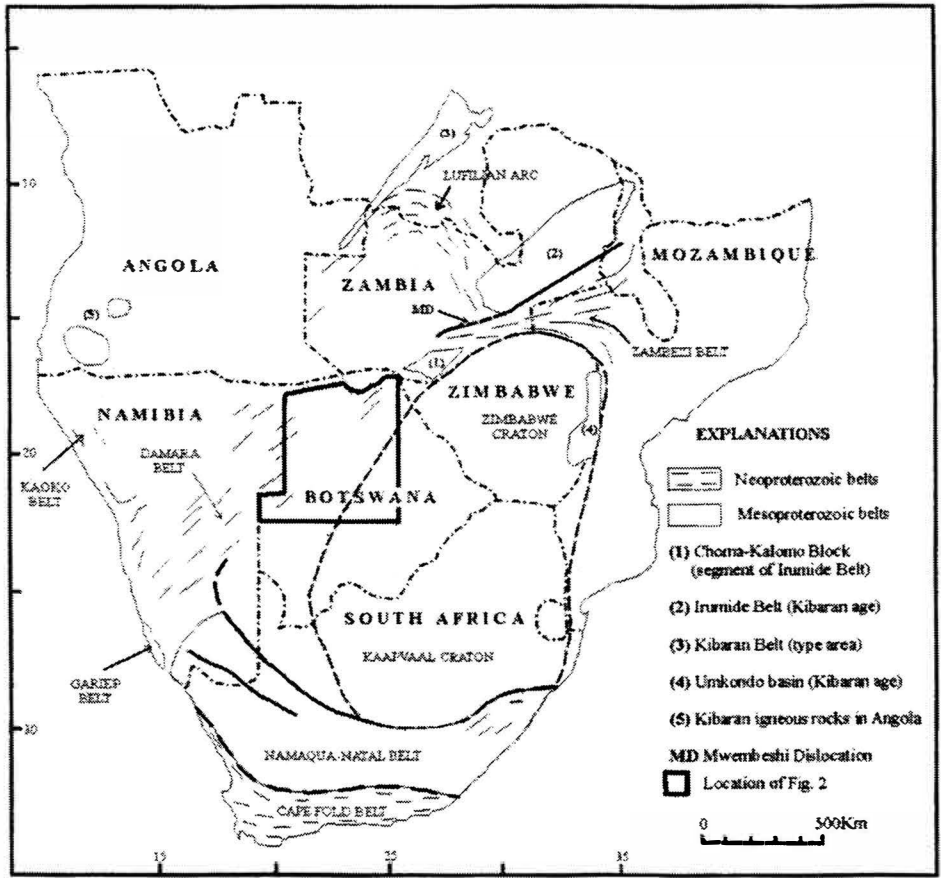 (3)
LUFILIAN ARC
10
ANGOLA
(2)
MOZAMBIQUE
ZAMBIA
MD
(5)
ZAMBEZI BELT
(1)
ZIMBABWE
NAMIBIA
ZIMBABWE
CRATON
(4)
EXPLANATIONS
20
DAMARA
BELT
KAOKO
BELT
BOTSWANA
Neoproterozoic belts
Mesoproterozoic belts
(1) Choma-Kalomo Block
(segment of Irumide Belt)
(2) Irumide Belt (Kibaran age)
SOUTH AFRICA
KAAPVAAL CRATON
(3) Kibaran Belt (type area)
GARIEP
BELT
(4) Umkondo basin (Kibaran age)
(5) Kibaran igneous rocks in Angola
30
NAMAQUA-NATAL BELT
MD Mwembeshi Dislocation
Location of Fig. 2
CAPE FOLD BELT
0 500Km
15 25 35